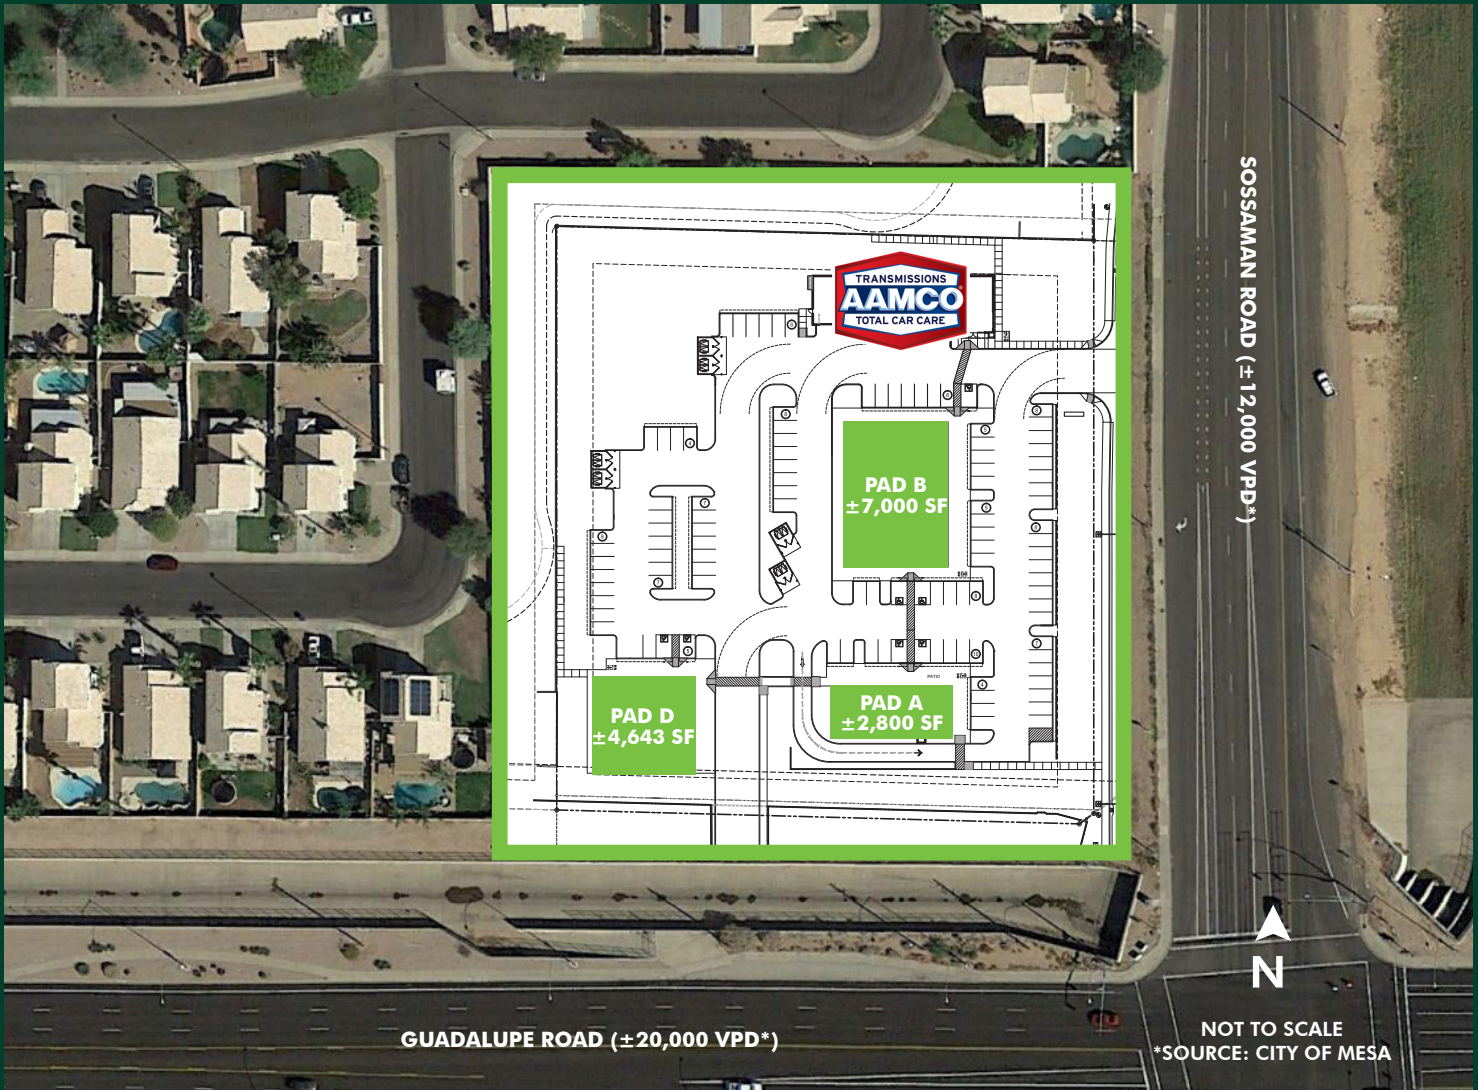 TRANSMISSIONS
AAMCO
TOTAL CAR CARE
PAD B
±7,000 SF
PAD D
±4,643 SF
PAD A
±2,800 SF
PATIO
SOSSAMAN ROAD (±12,000 VPD*)
N
GUADALUPE ROAD (±20,000 VPD*)
NOT TO SCALE
*SOURCE: CITY OF MESA